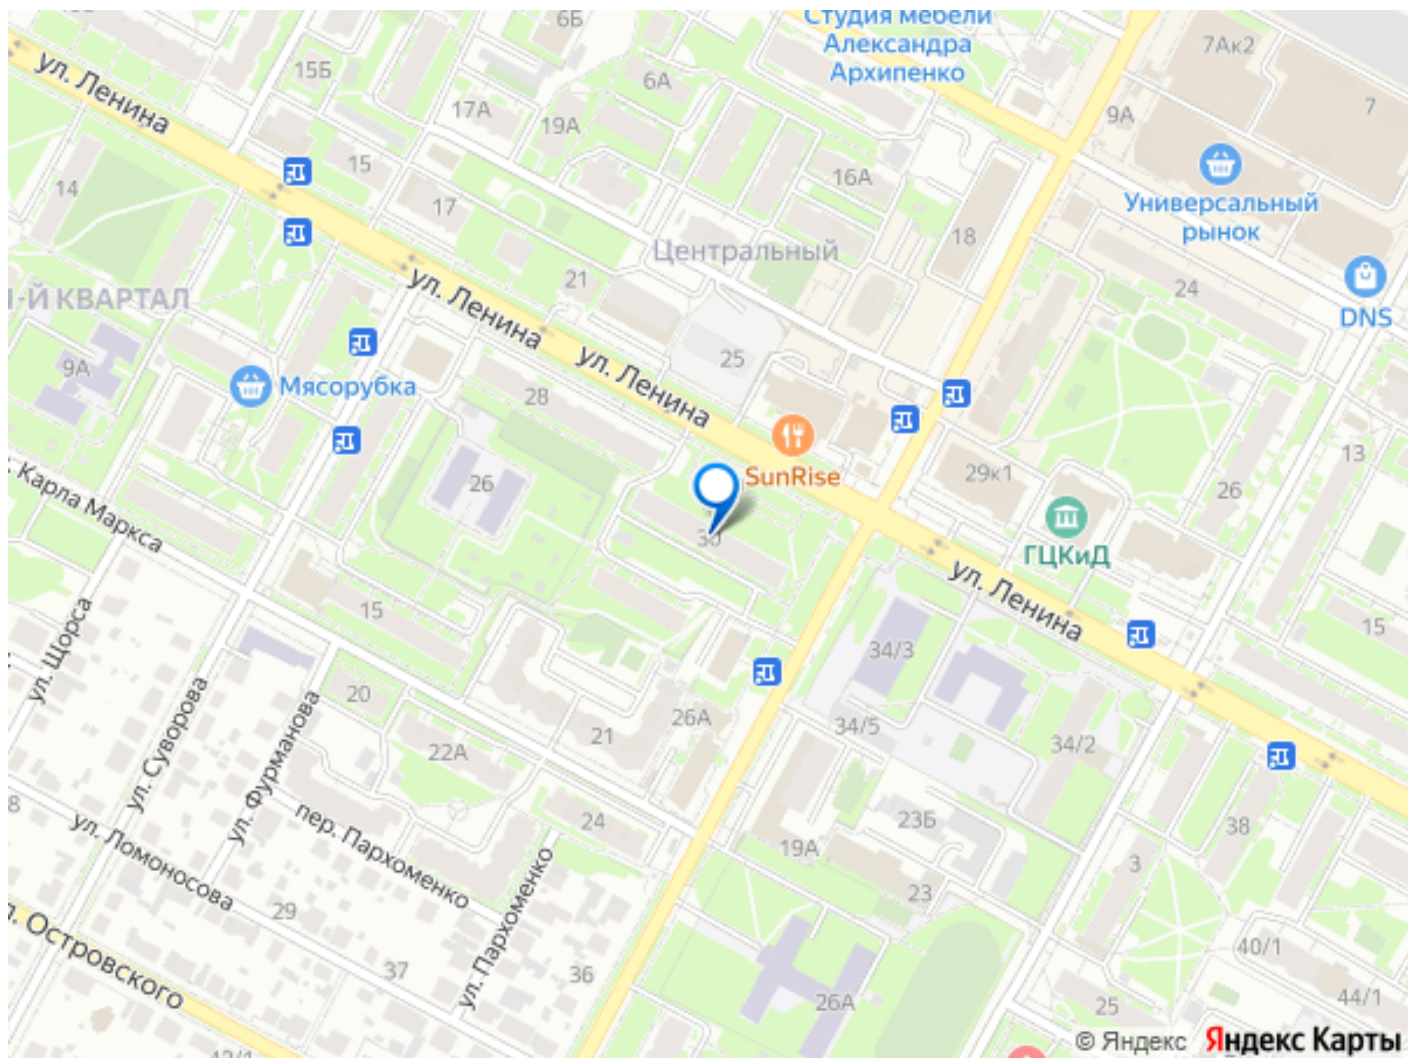 6Б
Студия мебели
Александра
Архипенко
7Ак2
7
9А
15Б
6А
17А
19А
ул. Ленина
15
14
17
16А
18
Универсальный
рынок
Центральный
21
24
DNS
-Й КВАРТАЛ
ул. Ленина
ул. Ленина
25
9А
Мясорубка
28
SunRise
29к1
13
26
26
Карла Маркса
30
ГЦКиД
ул. Ленина
15
15
34/3
ул. Щорса
ул. Суворова
ул. Фурманова
20
26А
21
34/5
34/2
22А
24
23Б
38
19А
3
23
ул. Ломоносова
пер. Пархоменко
ул. Пархоменко
29
37
36
Островского
26А
40/1
44/1
25
© Яндекс Яндекс Карты